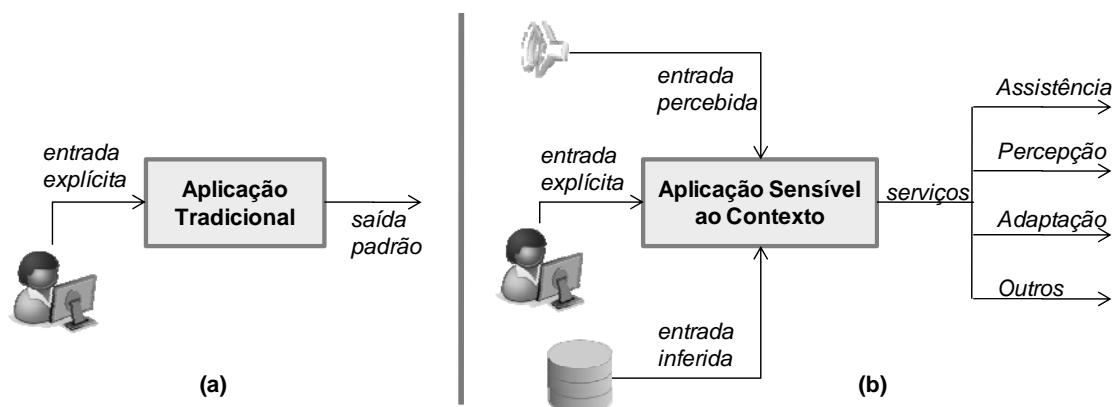 entrada
explícita
Aplicação
Tradicional
saída
padrão
(a)
entrada
percebida
entrada
explícita
Aplicação Sensível
ao Contexto
entrada
inferida
serviços
Assistência
Percepção
Adaptação
Outros
(b)